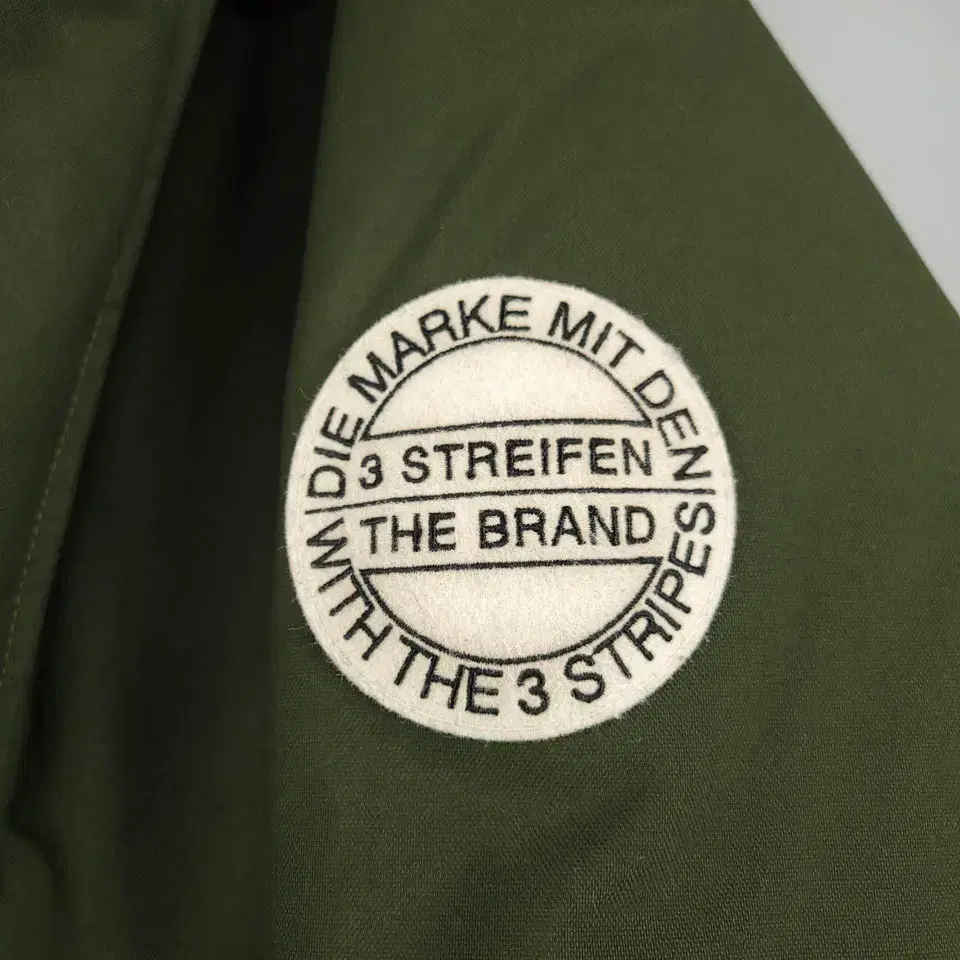 DIE MARKE MIT DEN
3 STREIFEN
THE BRAND
WITH THE 3 STRIPES